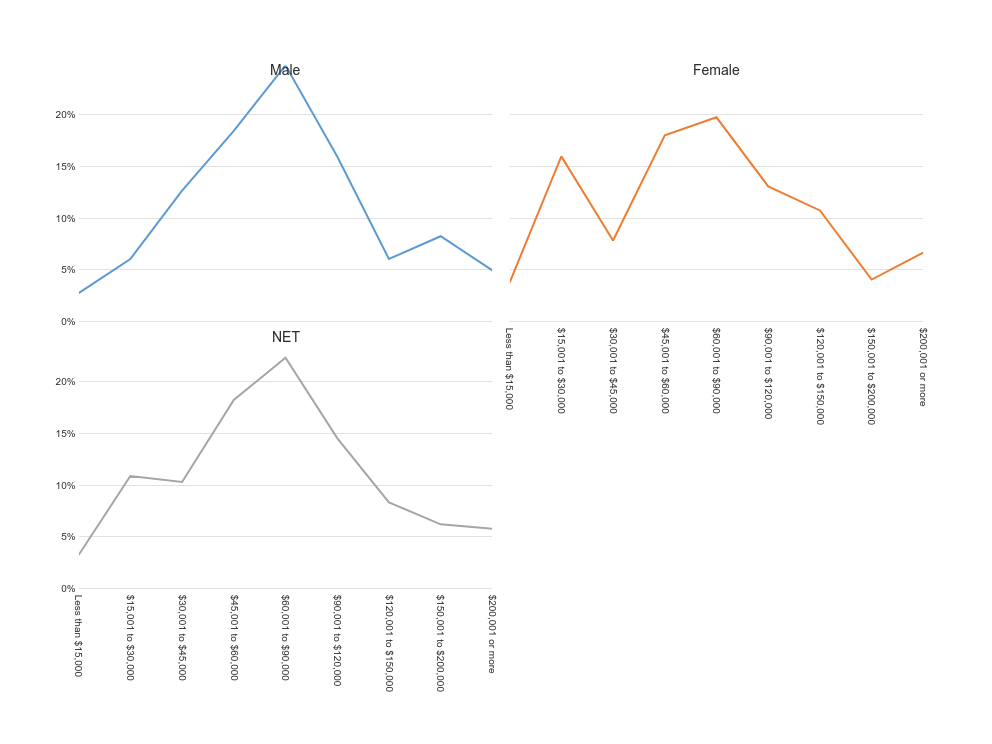 Male
20%
15%
10%
5%
0%
Female
Less than $15,000
$15,001 to $30,000
$30,001 to $45,000
$45,001 to $60,000
$60,001 to $90,000
$90,001 to $120,000
$120,001 to $150,000
$150,001 to $200,000
$200,001 or more
NET
20%
15%
10%
5%
0%
Less than $15,000
$15,001 to $30,000
$30,001 to $45,000
$45,001 to $60,000
$60,001 to $90,000
$90,001 to $120,000
$120,001 to $150,000
$150,001 to $200,000
$200,001 or more